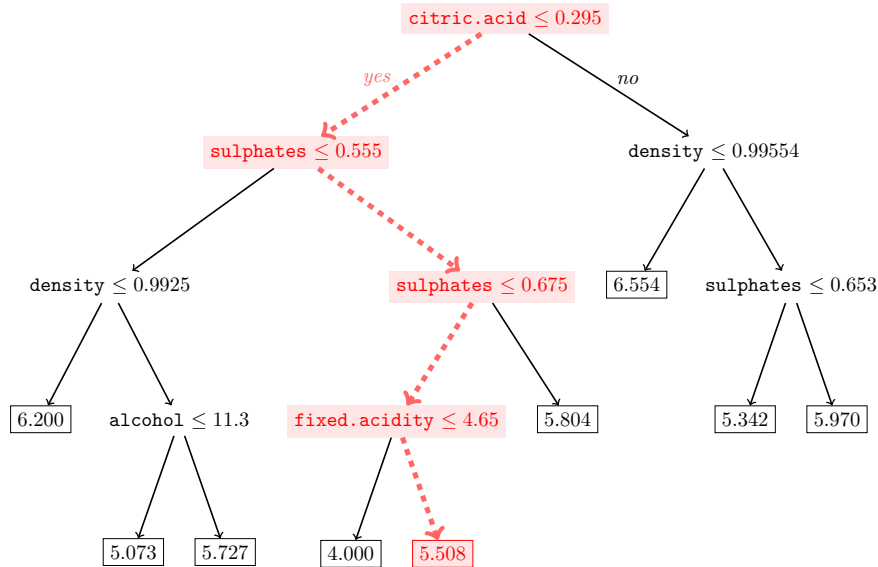 citric.acid ≤ 0.295
yes
no
sulphates ≤ 0.555
density ≤ 0.99554
density ≤ 0.9925
sulphates ≤ 0.675
6.554
sulphates ≤ 0.653
6.200
alcohol ≤ 11.3
fixed.acidity ≤ 4.65
5.804
5.342
5.970
5.073
5.727
4.000
5.508